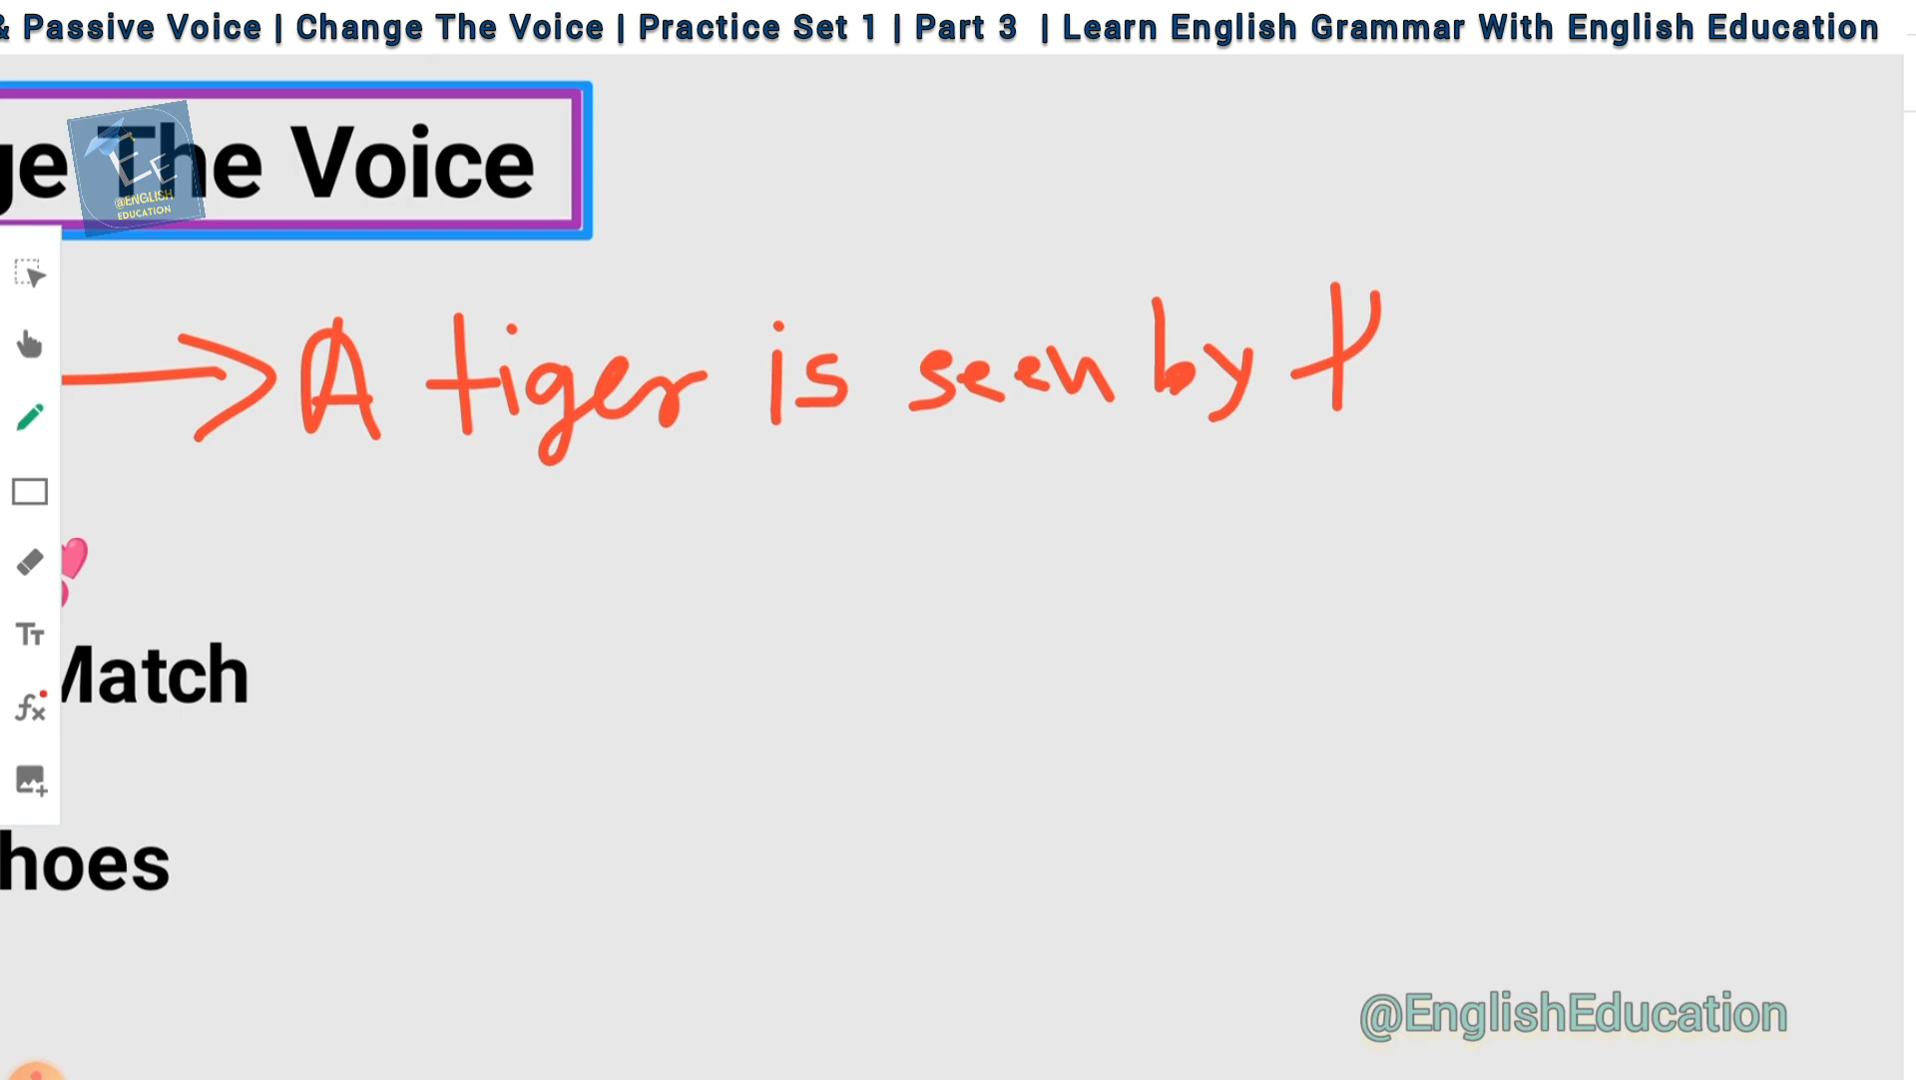 & Passive Voice | Change The Voice | Practice Set 1 | Part 3 | Learn English Grammar With English Education
ge The Voice
@ENGLISH
EDUCATION
A tiger is seen by t
Match
hoes
@EnglishEducation